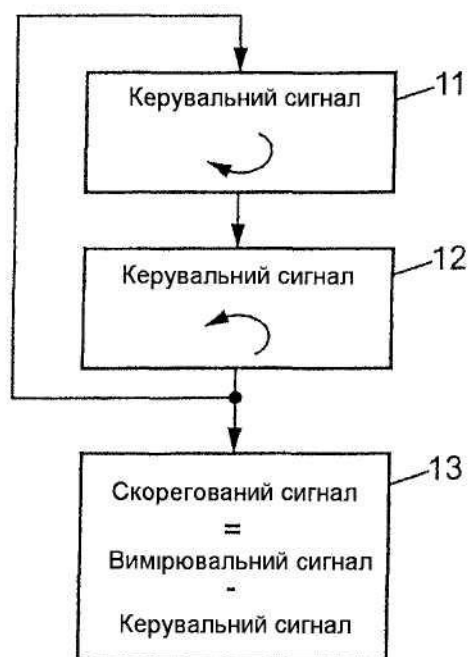 Керувальний сигнал
11
Керувальний сигнал
12
13
Скорегований сигнал
=
Вимірювальний сигнал
-
Керувальний сигнал